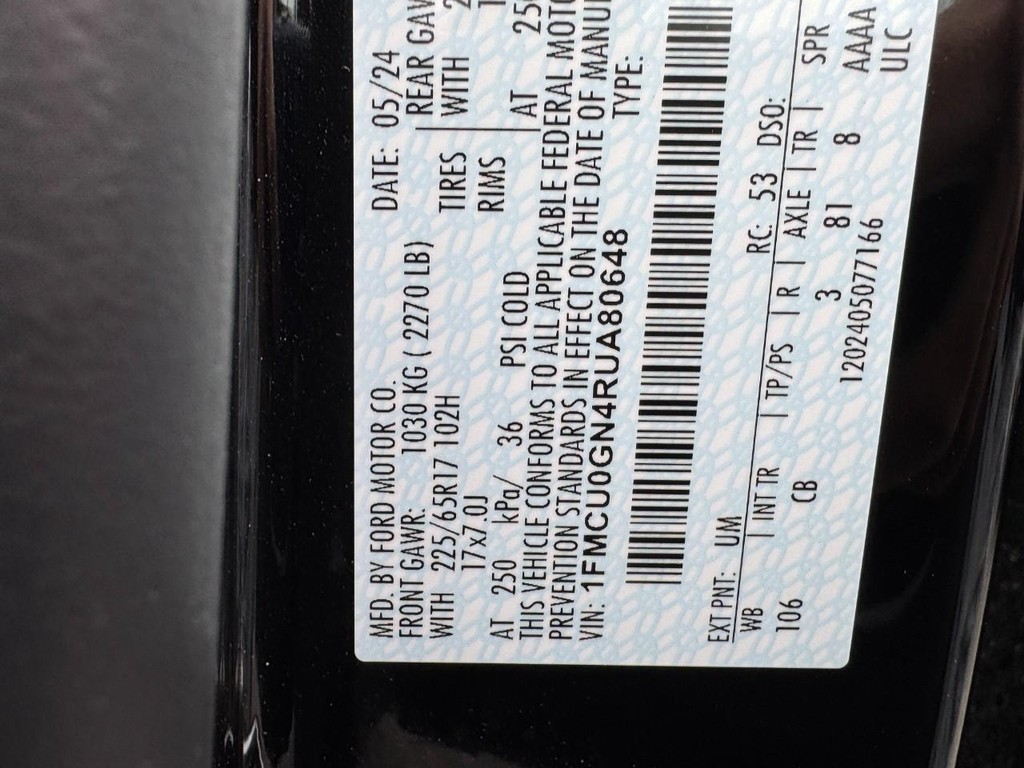 MFD. BY FORD MOTOR CO. DATE: 05/24
FRONT GAWR: 1030 KG ( 2270 LB) REAR GAW
WITH 225/65R17 102H TIRES WITH 2
17x7.0J RIMS
AT 250 kPa/ 36 PSI COLD AT 250
THIS VEHICLE CONFORMS TO ALL APPLICABLE FEDERAL MOTO
PREVENTION STANDARDS IN EFFECT ON THE DATE OF MANU
VIN: 1FMCU0GN4RUA80648 TYPE:
EXT PNT: UM RC: 53 DSO:
WB | INT TR | TP/PS | R | AXLE | TR | SPR
106 CB 3 81 8 AAAA
1202405077166 ULC